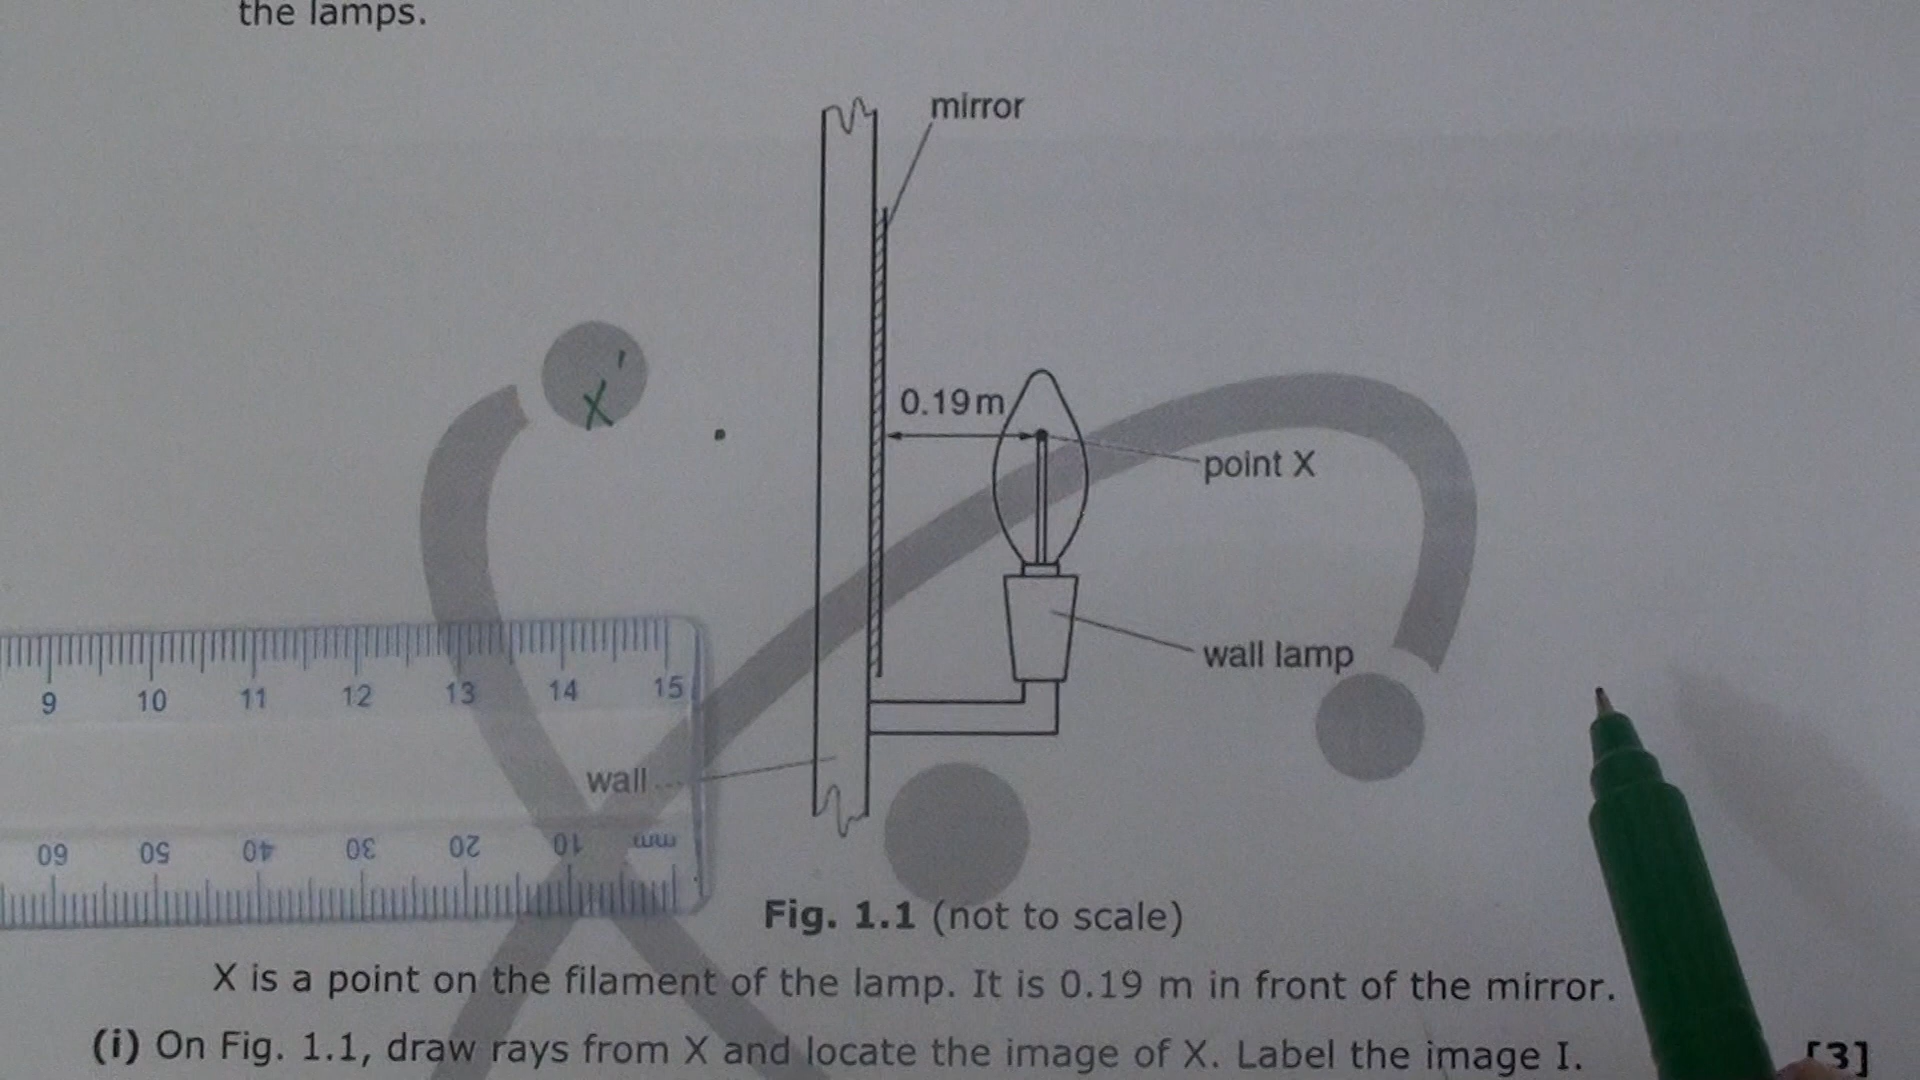 the lamps.
mirror
X'
0.19m
point X
wall lamp
9 10 11 12 13 14 15
wall
60 50 40 30 20 10 mm
Fig. 1.1 (not to scale)
X is a point on the filament of the lamp. It is 0.19 m in front of the mirror.
(i) On Fig. 1.1, draw rays from X and locate the image of X. Label the image I. [3]